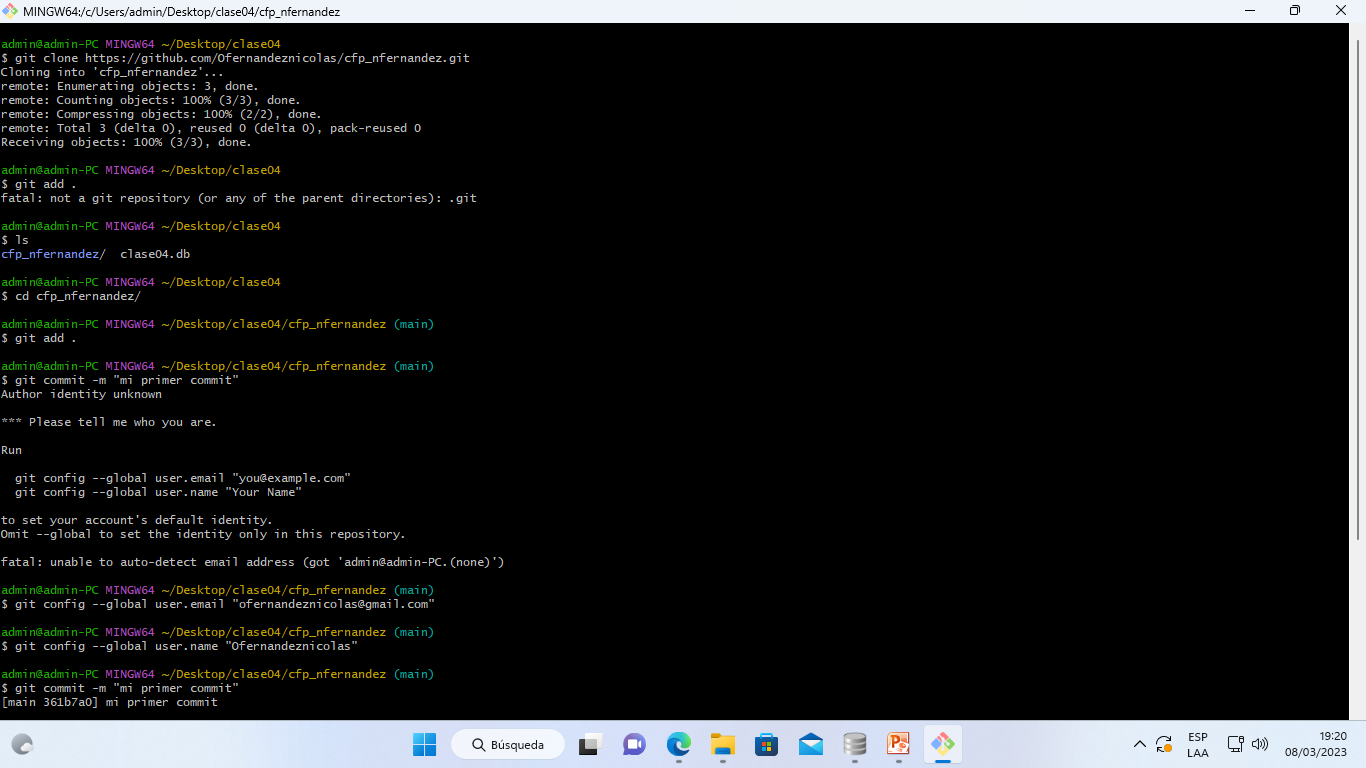 MINGW64:/c/Users/admin/Desktop/clase04/cfp_nfernandez
admin@admin-PC MINGW64 ~/Desktop/clase04
$ git clone https://github.com/Ofernandeznicolas/cfp_nfernandez.git
Cloning into 'cfp_nfernandez'...
remote: Enumerating objects: 3, done.
remote: Counting objects: 100% (3/3), done.
remote: Compressing objects: 100% (2/2), done.
remote: Total 3 (delta 0), reused 0 (delta 0), pack-reused 0
Receiving objects: 100% (3/3), done.
admin@admin-PC MINGW64 ~/Desktop/clase04
$ git add .
fatal: not a git repository (or any of the parent directories): .git
admin@admin-PC MINGW64 ~/Desktop/clase04
$ ls
cfp_nfernandez/  clase04.db
admin@admin-PC MINGW64 ~/Desktop/clase04
$ cd cfp_nfernandez/
admin@admin-PC MINGW64 ~/Desktop/clase04/cfp_nfernandez (main)
$ git add .
admin@admin-PC MINGW64 ~/Desktop/clase04/cfp_nfernandez (main)
$ git commit -m "mi primer commit"
Author identity unknown
*** Please tell me who you are.
Run
  git config --global user.email "you@example.com"
  git config --global user.name "Your Name"
to set your account's default identity.
Omit --global to set the identity only in this repository.
fatal: unable to auto-detect email address (got 'admin@admin-PC.(none)')
admin@admin-PC MINGW64 ~/Desktop/clase04/cfp_nfernandez (main)
$ git config --global user.email "ofernandeznicolas@gmail.com"
admin@admin-PC MINGW64 ~/Desktop/clase04/cfp_nfernandez (main)
$ git config --global user.name "Ofernandeznicolas"
admin@admin-PC MINGW64 ~/Desktop/clase04/cfp_nfernandez (main)
$ git commit -m "mi primer commit"
[main 361b7a0] mi primer commit
Búsqueda
ESP
LAA
19:20
08/03/2023